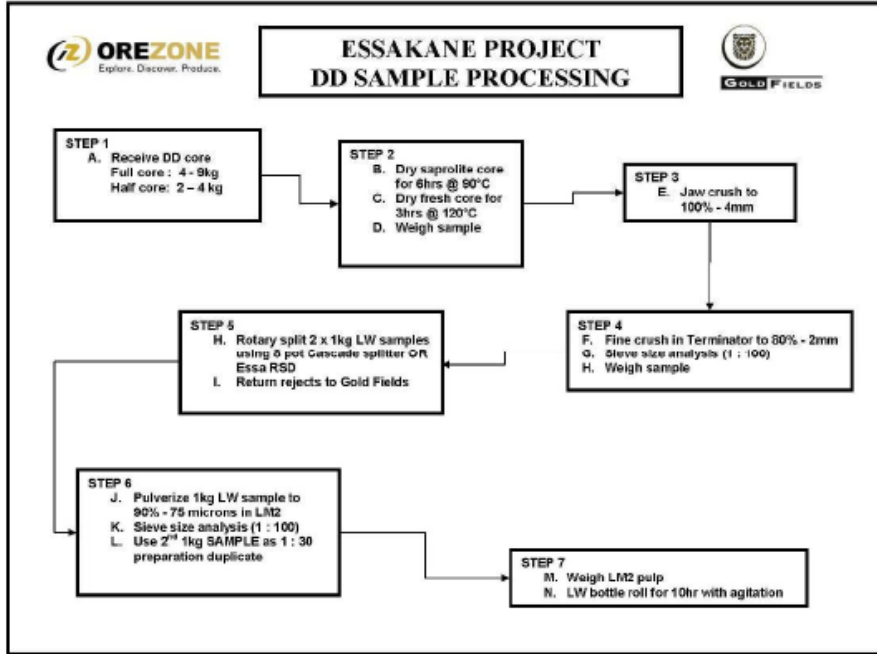 OREZONE
Explore. Discover. Produce.
ESSAKANE PROJECT
DD SAMPLE PROCESSING
GOLD FIELDS
STEP 1
A. Receive DD core
Full core : 4 - 9kg
Half core: 2 – 4 kg
STEP 2
B. Dry saprolite core
for 6hrs @ 90°C
C. Dry fresh core for
3hrs @ 120°C
D. Weigh sample
STEP 3
E. Jaw crush to
100% - 4mm
STEP 4
F. Fine crush in Terminator to 80% - 2mm
G. Sieve size analysis (1 : 100)
H. Weigh sample
STEP 5
H. Rotary split 2 x 1kg LW samples
using 8 pot Cascade splitter OR
Essa RSD
I. Return rejects to Gold Fields
STEP 6
J. Pulverize 1kg LW sample to
90% - 75 microns in LM2
K. Sieve size analysis (1 : 100)
L. Use 2nd 1kg SAMPLE as 1 : 30
preparation duplicate
STEP 7
M. Weigh LM2 pulp
N. LW bottle roll for 10hr with agitation